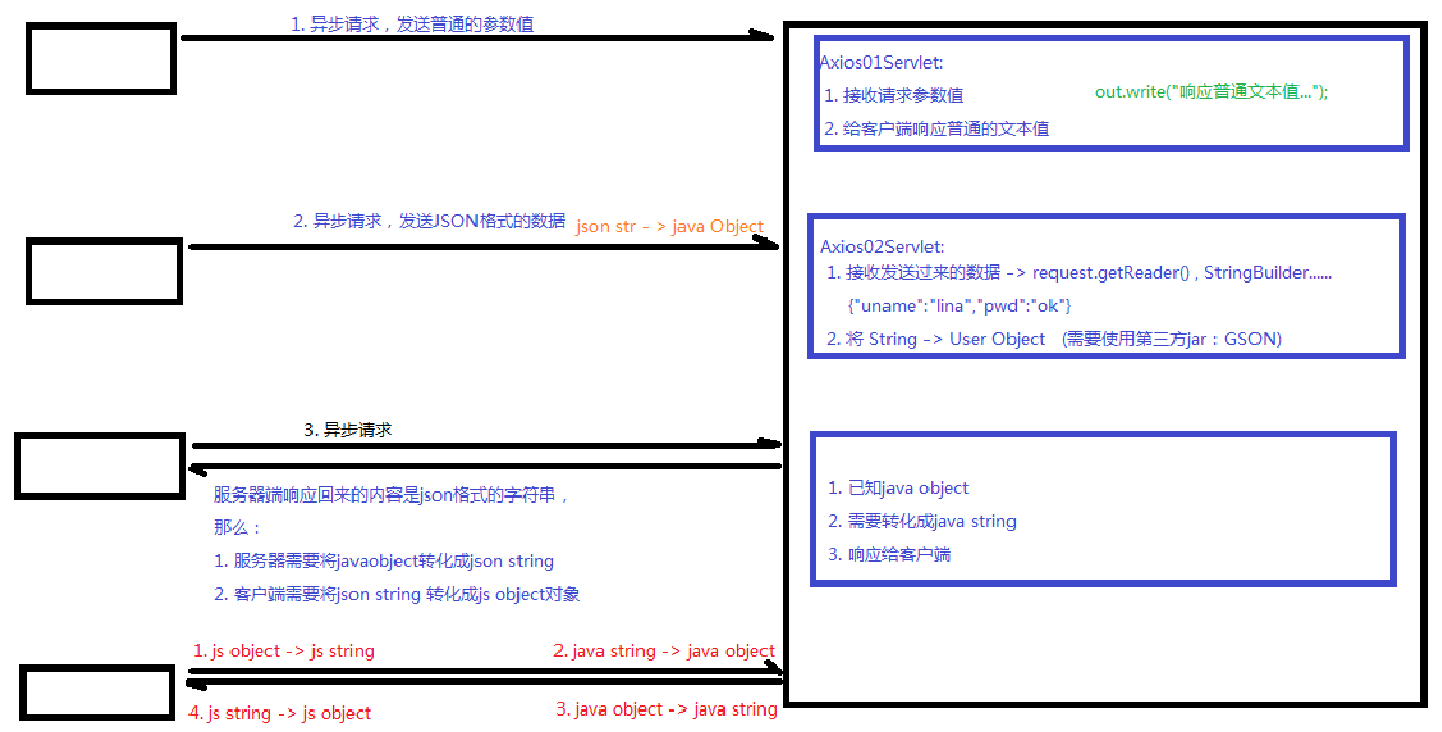 1. 异步请求，发送普通的参数值
Axios01Servlet:
1. 接收请求参数值
out.write("响应普通文本值...");
2. 给客户端响应普通的文本值
2. 异步请求，发送JSON格式的数据
json str - > java Object
Axios02Servlet:
1. 接收发送过来的数据 -> request.getReader() , StringBuilder......
{"uname":"lina","pwd":"ok"}
2. 将 String -> User Object (需要使用第三方jar：GSON)
3. 异步请求
服务器端响应回来的内容是json格式的字符串，
那么：
1. 服务器需要将javaobject转化成json string
2. 客户端需要将json string 转化成js object对象
1. 已知java object
2. 需要转化成java string
3. 响应给客户端
1. js object -> js string
2. java string -> java object
4. js string -> js object
3. java object -> java string